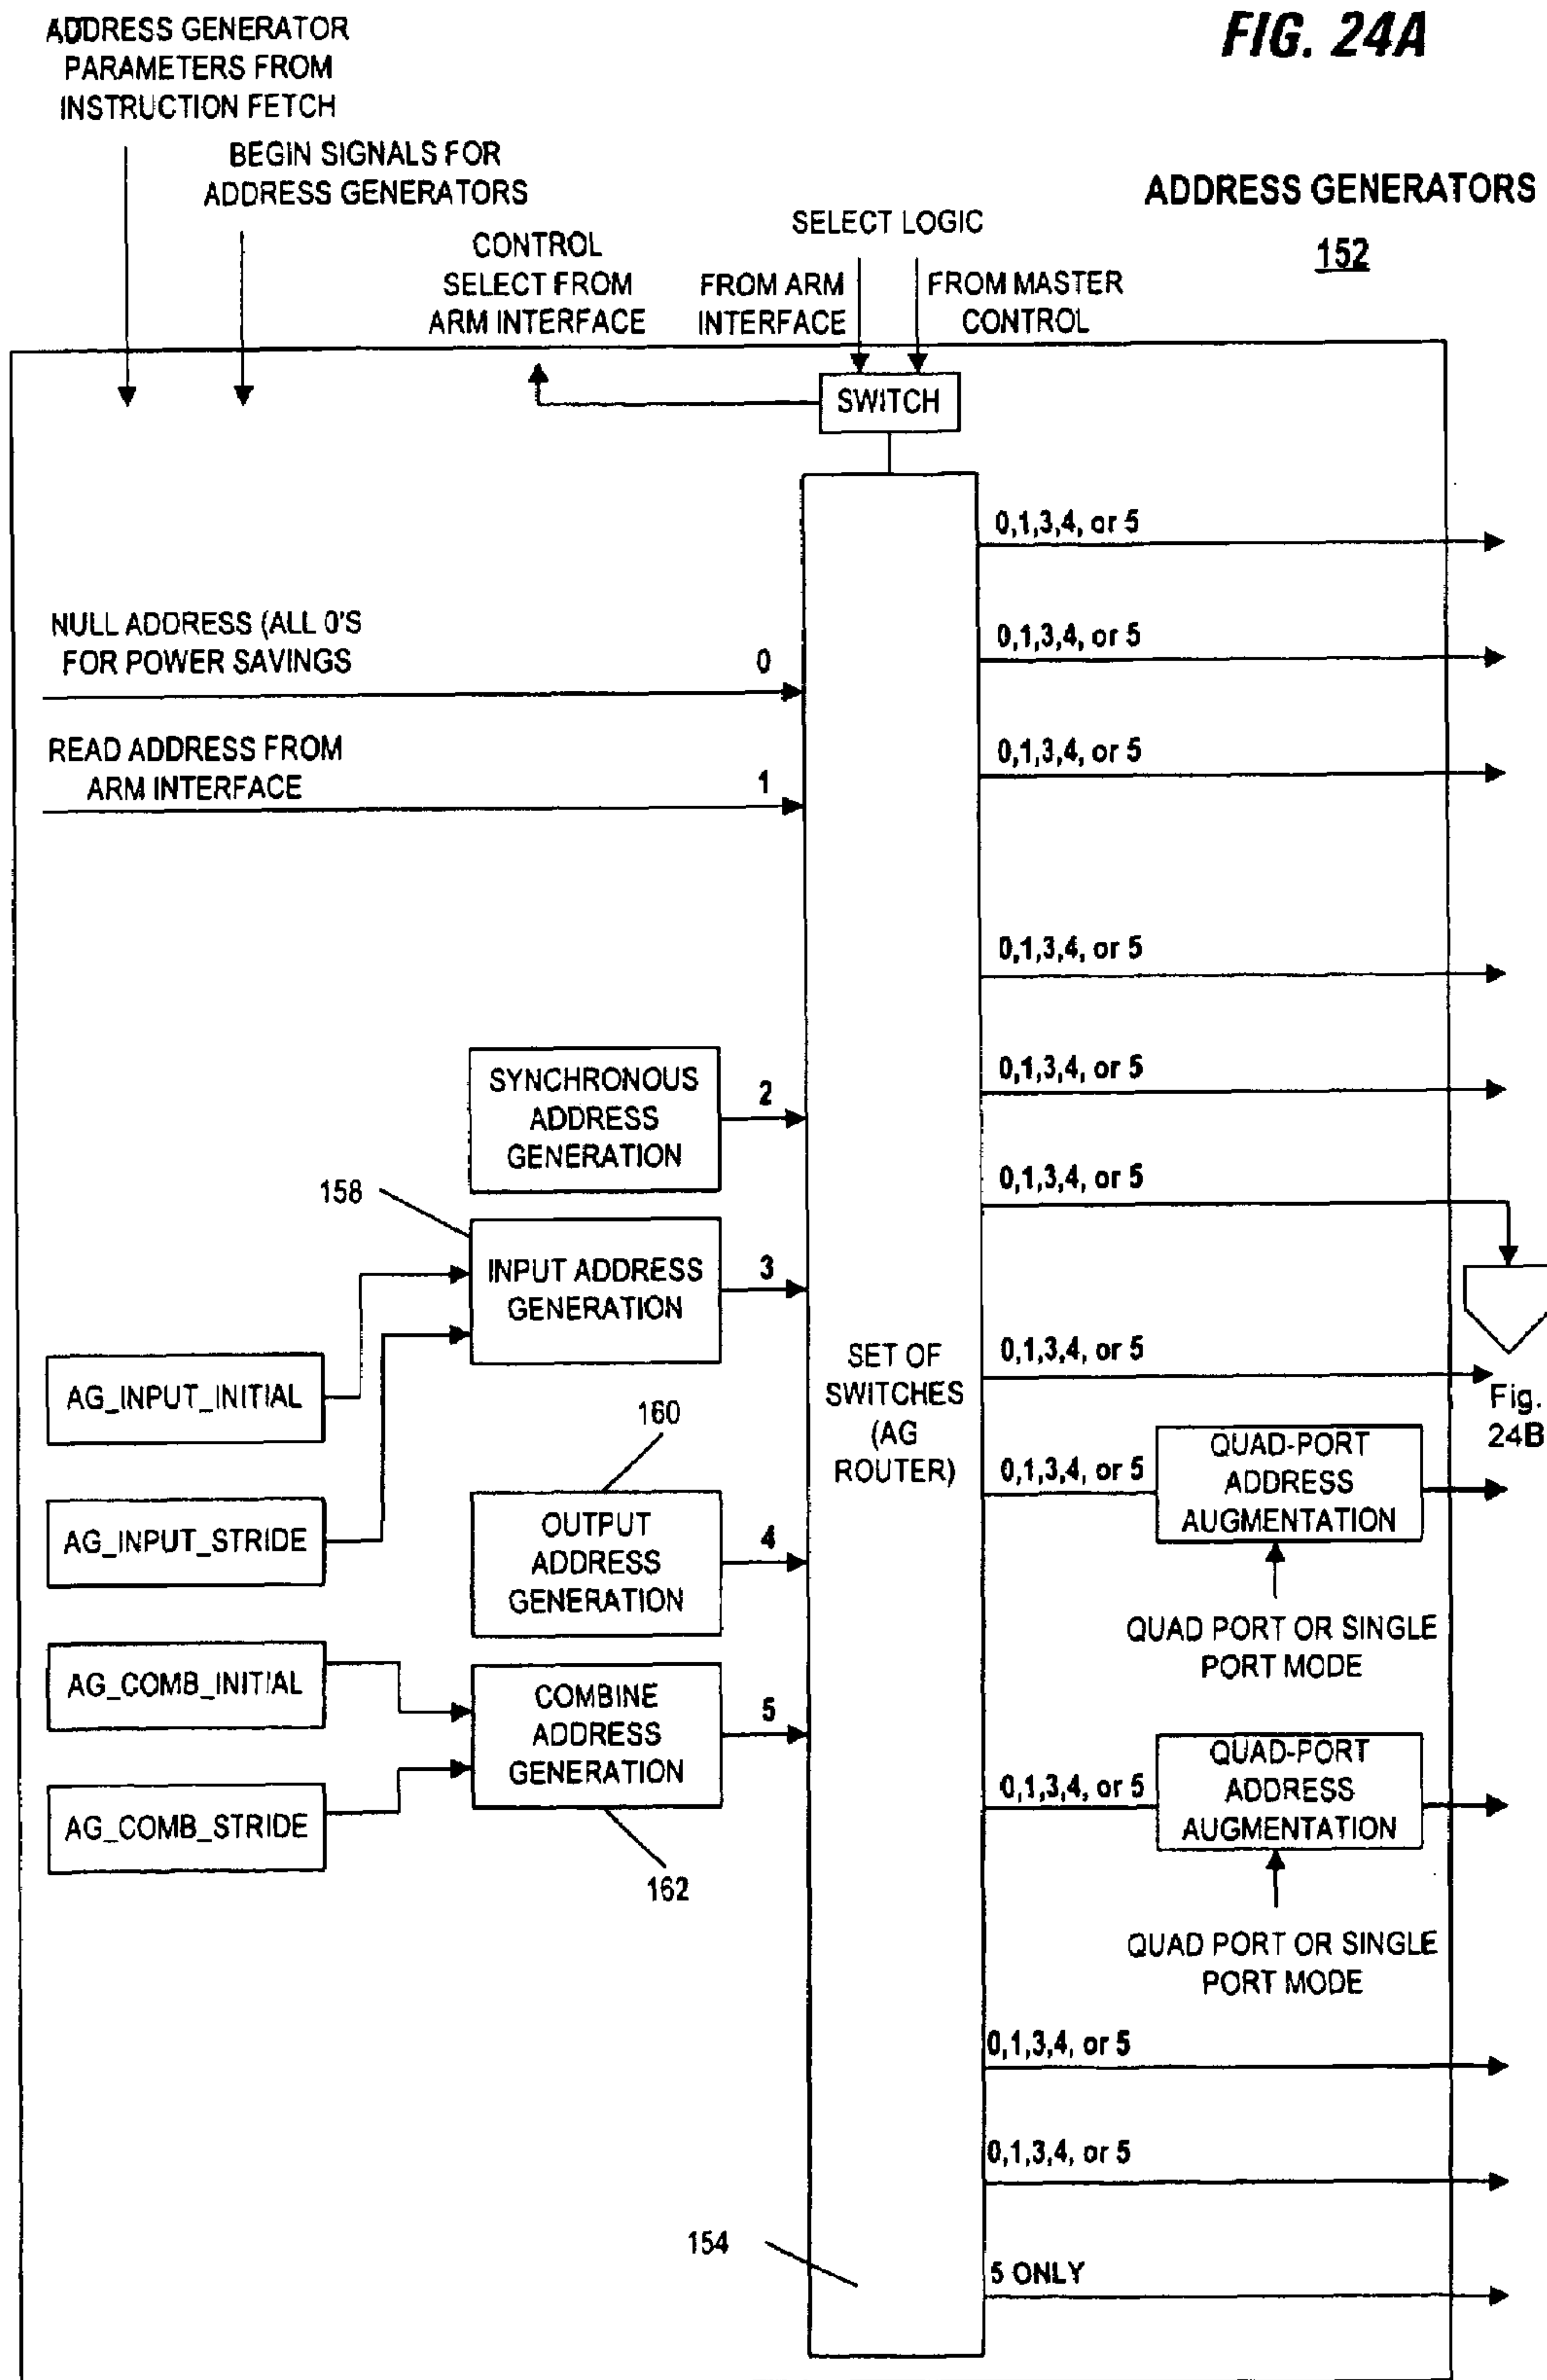 FIG. 24A
ADDRESS GENERATOR
PARAMETERS FROM
INSTRUCTION FETCH
BEGIN SIGNALS FOR
ADDRESS GENERATORS
ADDRESS GENERATORS
152
CONTROL
SELECT FROM
ARM INTERFACE
SELECT LOGIC
FROM ARM
INTERFACE
FROM MASTER
CONTROL
SWITCH
0,1,3,4, or 5
NULL ADDRESS (ALL 0'S
FOR POWER SAVINGS
0
0,1,3,4, or 5
READ ADDRESS FROM
ARM INTERFACE
1
0,1,3,4, or 5
0,1,3,4, or 5
SYNCHRONOUS
ADDRESS
GENERATION
2
0,1,3,4, or 5
158
0,1,3,4, or 5
INPUT ADDRESS
GENERATION
3
AG_INPUT_INITIAL
SET OF
SWITCHES
(AG
ROUTER)
0,1,3,4, or 5
Fig.
24B
160
0,1,3,4, or 5
QUAD-PORT
ADDRESS
AUGMENTATION
AG_INPUT_STRIDE
OUTPUT
ADDRESS
GENERATION
4
QUAD PORT OR SINGLE
PORT MODE
AG_COMB_INITIAL
COMBINE
ADDRESS
GENERATION
5
0,1,3,4, or 5
QUAD-PORT
ADDRESS
AUGMENTATION
AG_COMB_STRIDE
162
QUAD PORT OR SINGLE
PORT MODE
0,1,3,4, or 5
0,1,3,4, or 5
154
5 ONLY